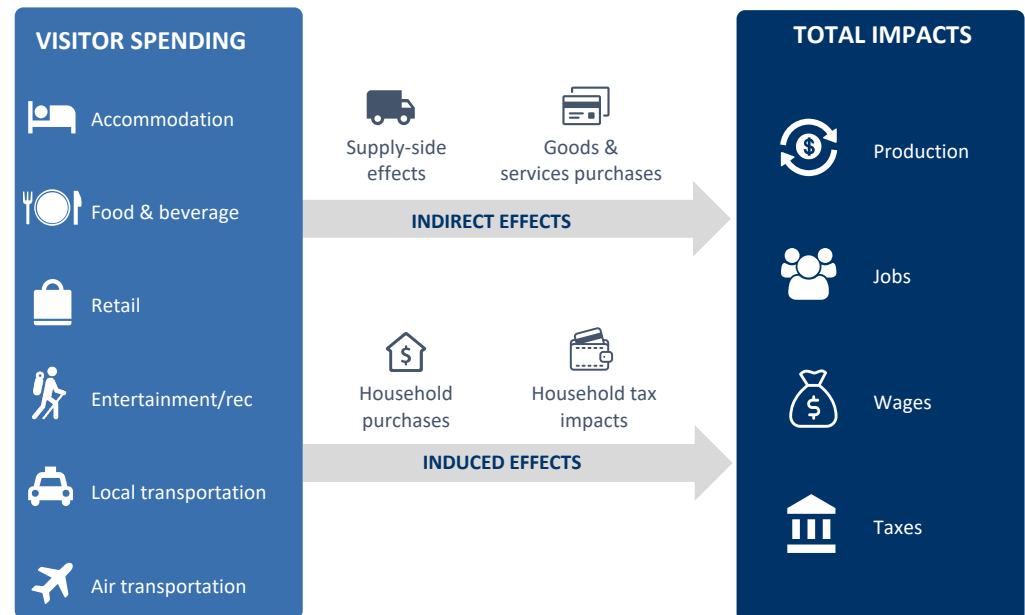 VISITOR SPENDING
Accommodation
Food & beverage
Retail
Entertainment/rec
Local transportation
Air transportation
Supply-side
effects
Goods &
services purchases
INDIRECT EFFECTS
Household
purchases
Household tax
impacts
INDUCED EFFECTS
TOTAL IMPACTS
$
Production
Jobs
$
Wages
Taxes